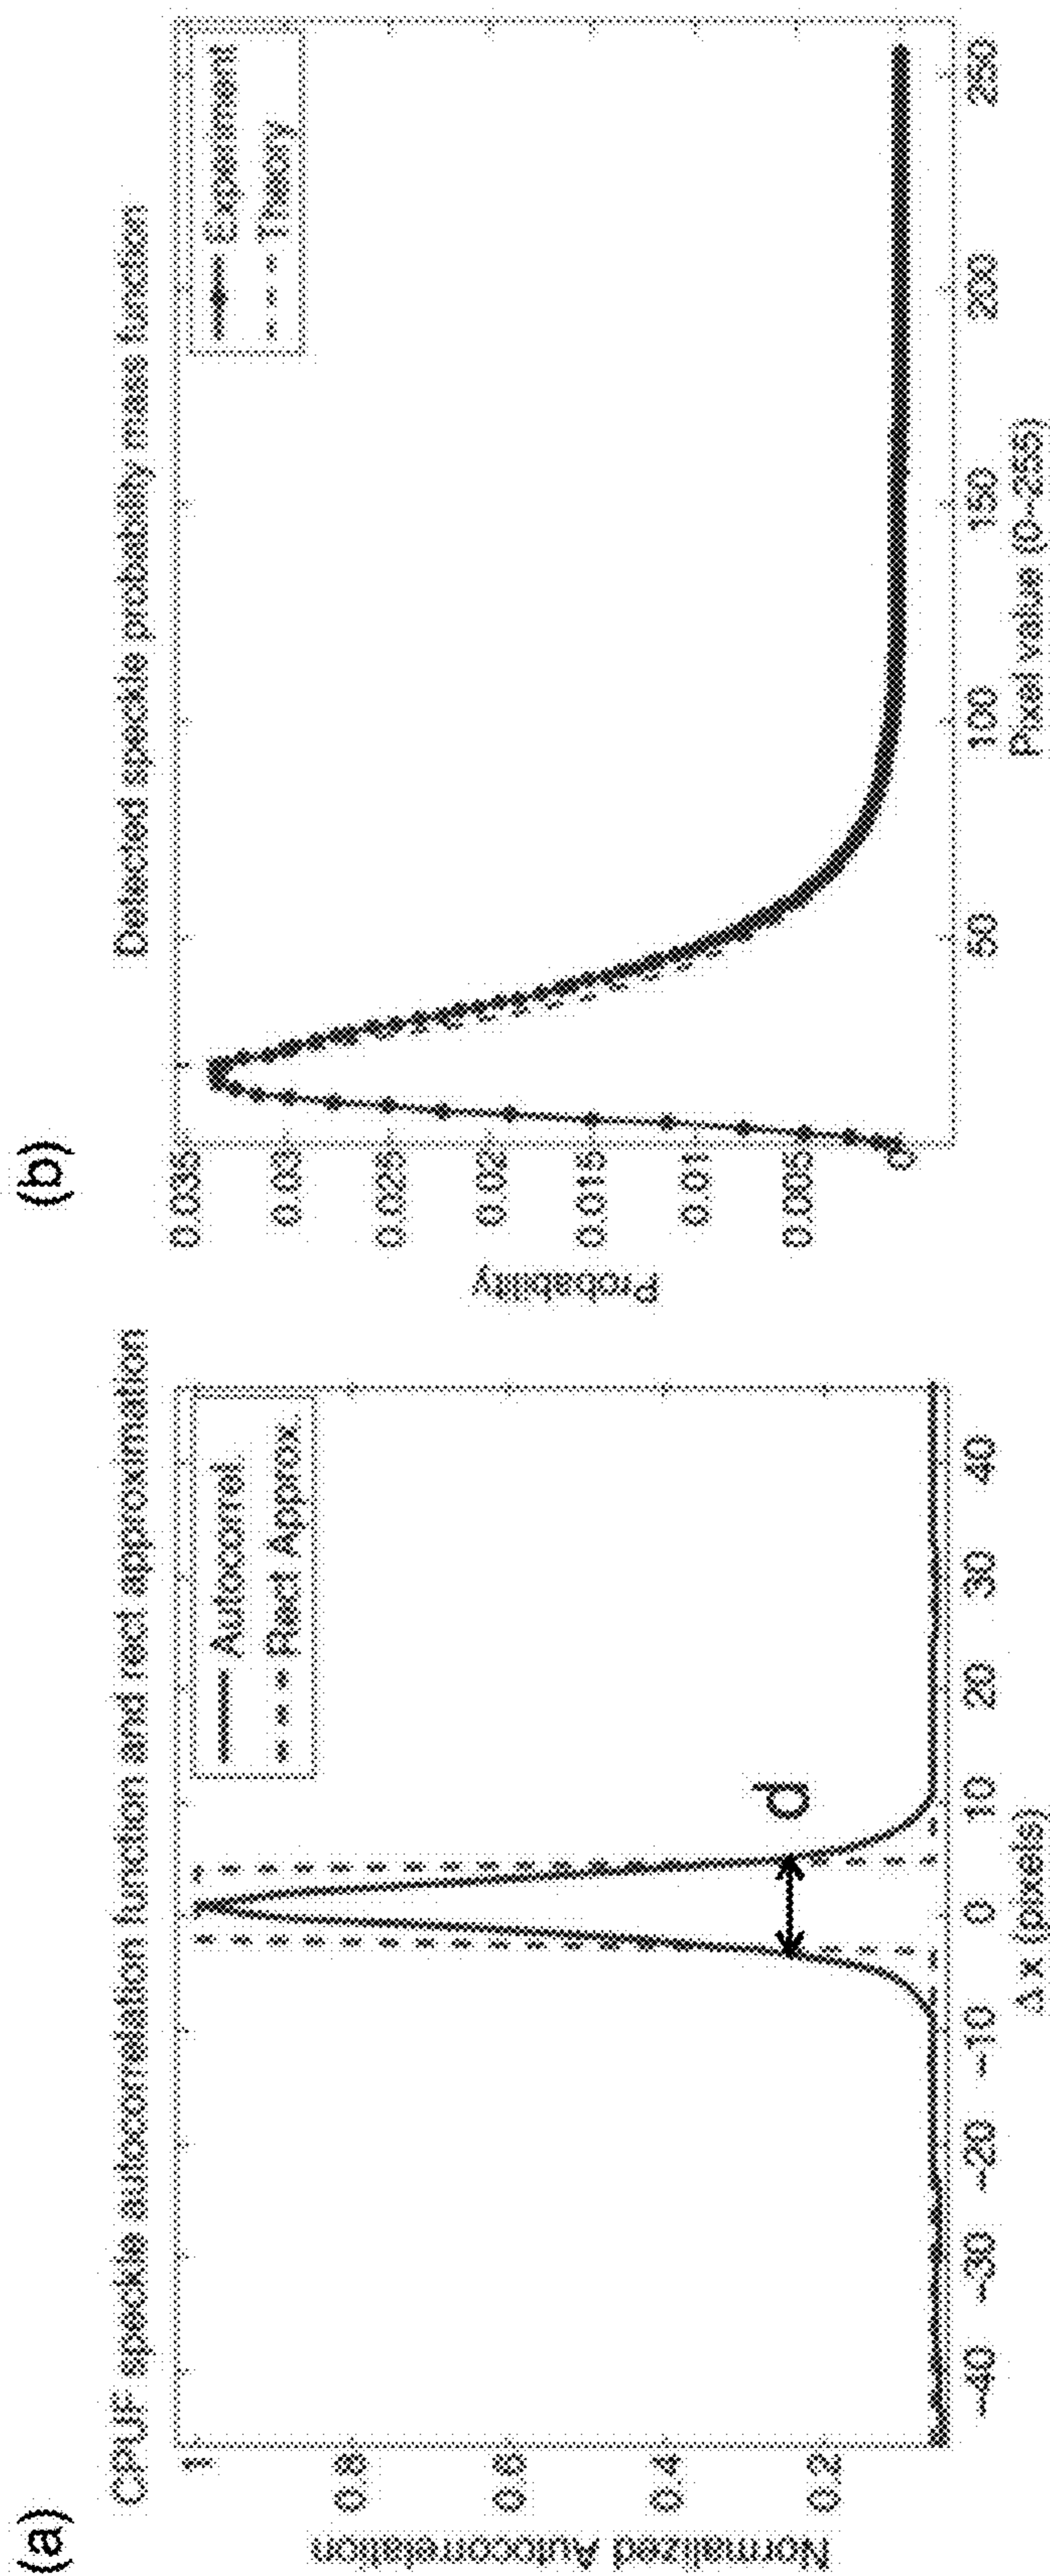 (a)
CPUF speckle autocorrelation function and rect approximation
Normalized Autocorrelation
1
0.8
0.6
0.4
0.2
Autocorrel.
Rect Approx.
d
-40 -30 -20 -10 0 10 20 30 40
Δ x (pixels)
(b)
Detected speckle probability mass function
Probability
0.035
0.03
0.025
0.02
0.015
0.01
0.005
0
Experiment
Theory
50 100 150 200 250
Pixel value (0-255)